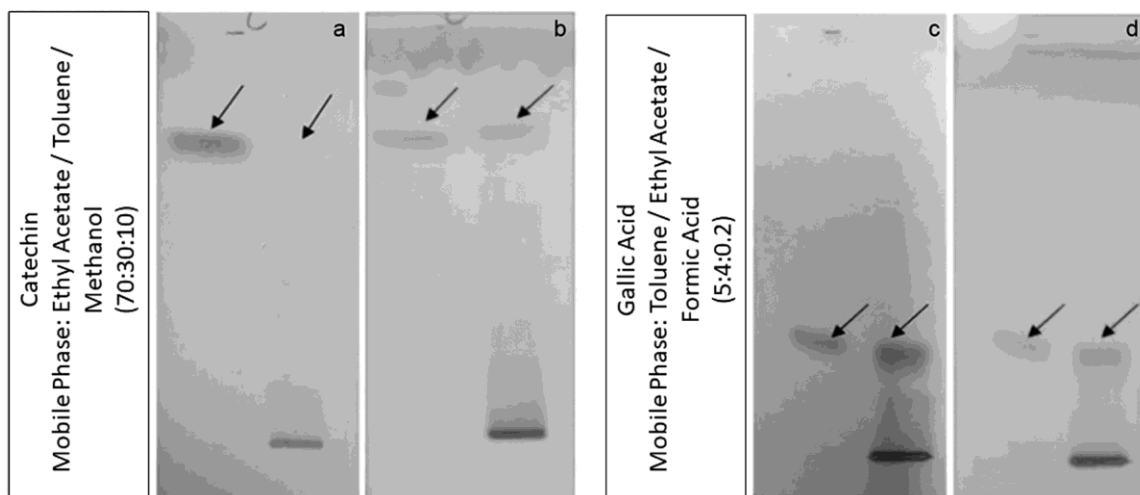 Catechin
Mobile Phase: Ethyl Acetate / Toluene /
Methanol
(70:30:10)
a
b
Gallic Acid
Mobile Phase: Toluene / Ethyl Acetate /
Formic Acid
(5:4:0.2)
c
d